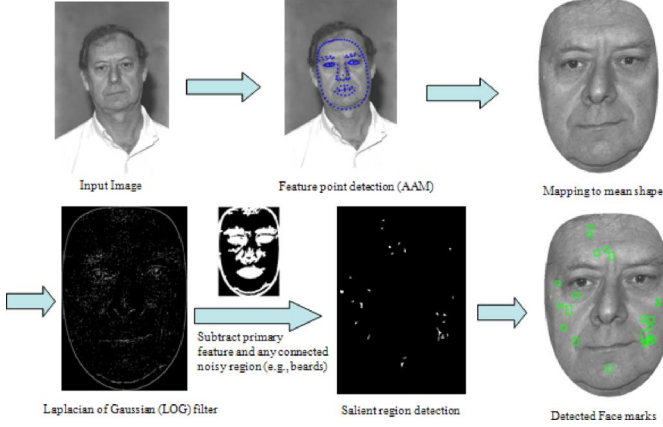 Input Image
Feature point detection (AAM)
Mapping to mean shape
Subtract primary
feature and any connected
noisy region (e.g., beards)
Laplacian of Gaussian (LOG) filter
Salient region detection
Detected Face marks